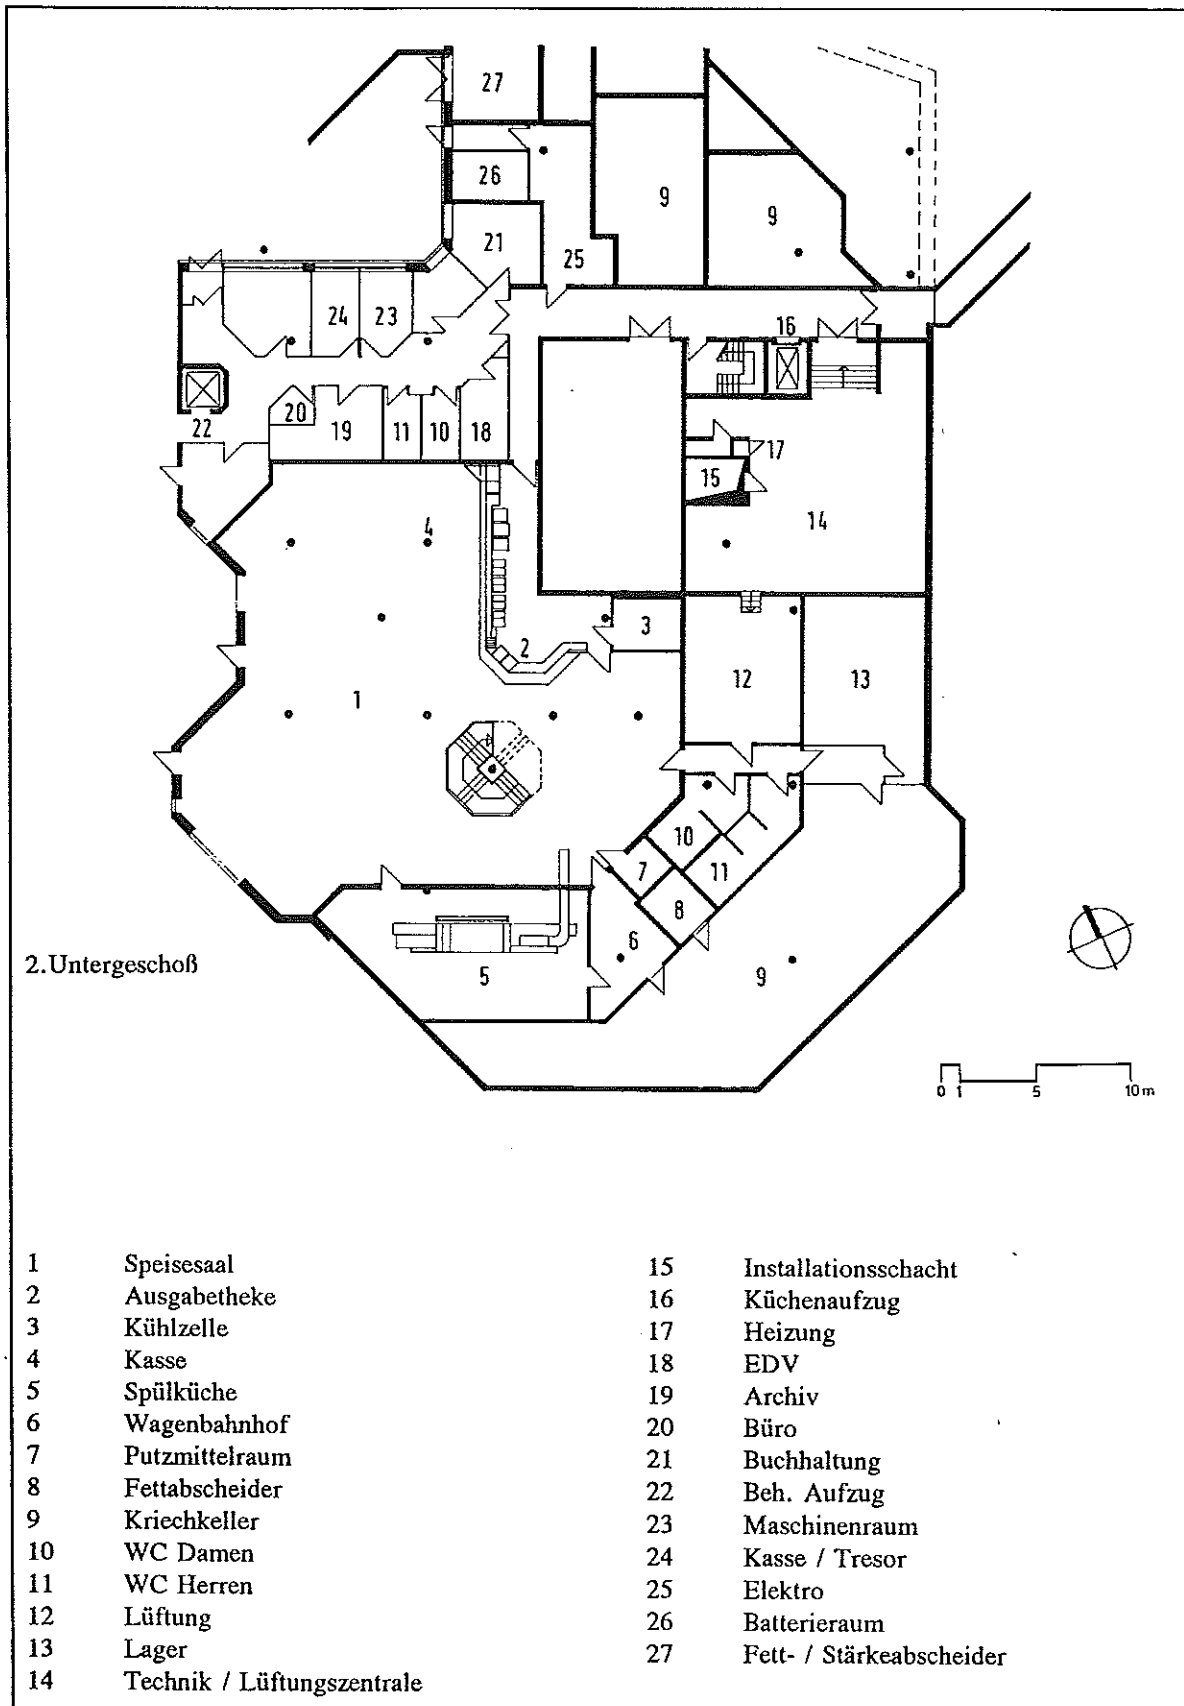 27
26
9
9
21
25
24
23
16
20
22
19
11
10
18
17
15
4
14
3
2
12
13
1
10
7
11
8
6
5
9
2.Untergeschoß
0 1 5 10m
1 Speisesaal
2 Ausgabetheke
3 Kühlzelle
4 Kasse
5 Spülküche
6 Wagenbahnhof
7 Putzmittelraum
8 Fettabscheider
9 Kriechkeller
10 WC Damen
11 WC Herren
12 Lüftung
13 Lager
14 Technik / Lüftungszentrale
15 Installationsschacht
16 Küchenaufzug
17 Heizung
18 EDV
19 Archiv
20 Büro
21 Buchhaltung
22 Beh. Aufzug
23 Maschinenraum
24 Kasse / Tresor
25 Elektro
26 Batterieraum
27 Fett- / Stärkeabscheider